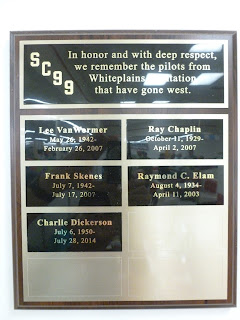 SC99
In honor and with deep respect,
we remember the pilots from
Whiteplains Plantation
that have gone west.
Lee VanWormer
May 26, 1942-
February 26, 2007
Ray Chaplin
October 11, 1929-
April 2, 2007
Frank Skenes
July 7, 1942-
July 17, 2007
Raymond C. Elam
August 4, 1934-
April 11, 2003
Charlie Dickerson
July 6, 1950-
July 28, 2014